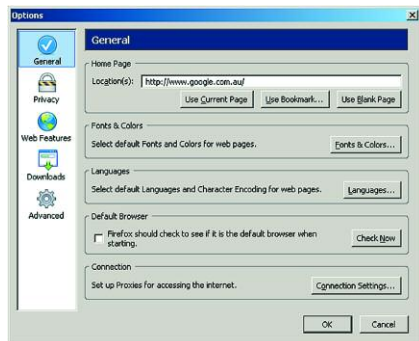 Options
General
Privacy
Web Features
Downloads
Advanced
General
Home Page
Location(s): http://www.google.com.au/
Use Current Page Use Bookmark... Use Blank Page
Fonts & Colors
Select default Fonts and Colors for web pages. Fonts & Colors...
Languages
Select default Languages and Character Encoding for web pages. Languages...
Default Browser
Firefox should check to see if it is the default browser when
starting. Check Now
Connection
Set up Proxies for accessing the internet. Connection Settings...
OK Cancel